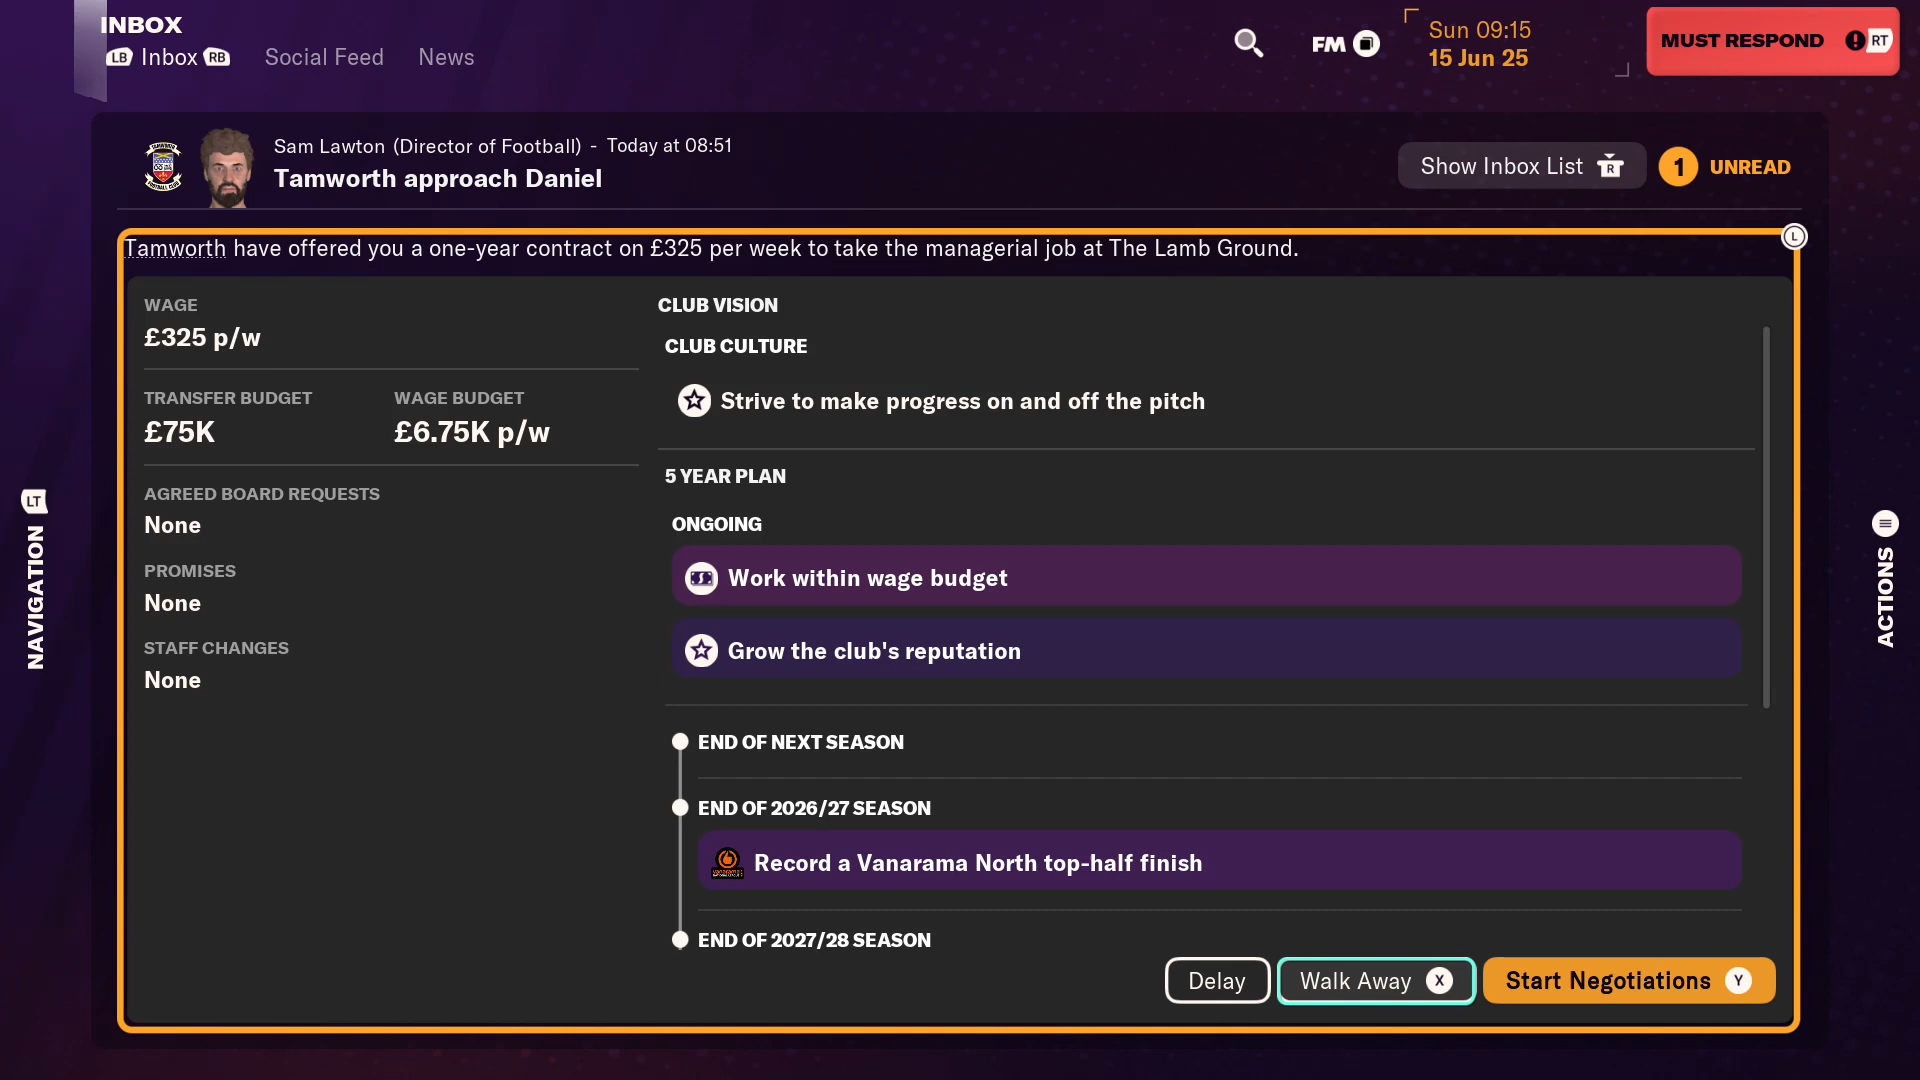 INBOX
LB Inbox RB Social Feed News
FM
Sun 09:15
15 Jun 25
MUST RESPOND RT
Sam Lawton (Director of Football) - Today at 08:51
Tamworth approach Daniel
Show Inbox List R
1 UNREAD
L
Tamworth have offered you a one-year contract on £325 per week to take the managerial job at The Lamb Ground.
WAGE
£325 p/w
TRANSFER BUDGET WAGE BUDGET
£75K £6.75K p/w
AGREED BOARD REQUESTS
None
PROMISES
None
STAFF CHANGES
None
CLUB VISION
CLUB CULTURE
Strive to make progress on and off the pitch
5 YEAR PLAN
ONGOING
Work within wage budget
Grow the club's reputation
END OF NEXT SEASON
END OF 2026/27 SEASON
Record a Vanarama North top-half finish
END OF 2027/28 SEASON
Delay
Walk Away X
Start Negotiations Y
NAVIGATION LT
ACTIONS